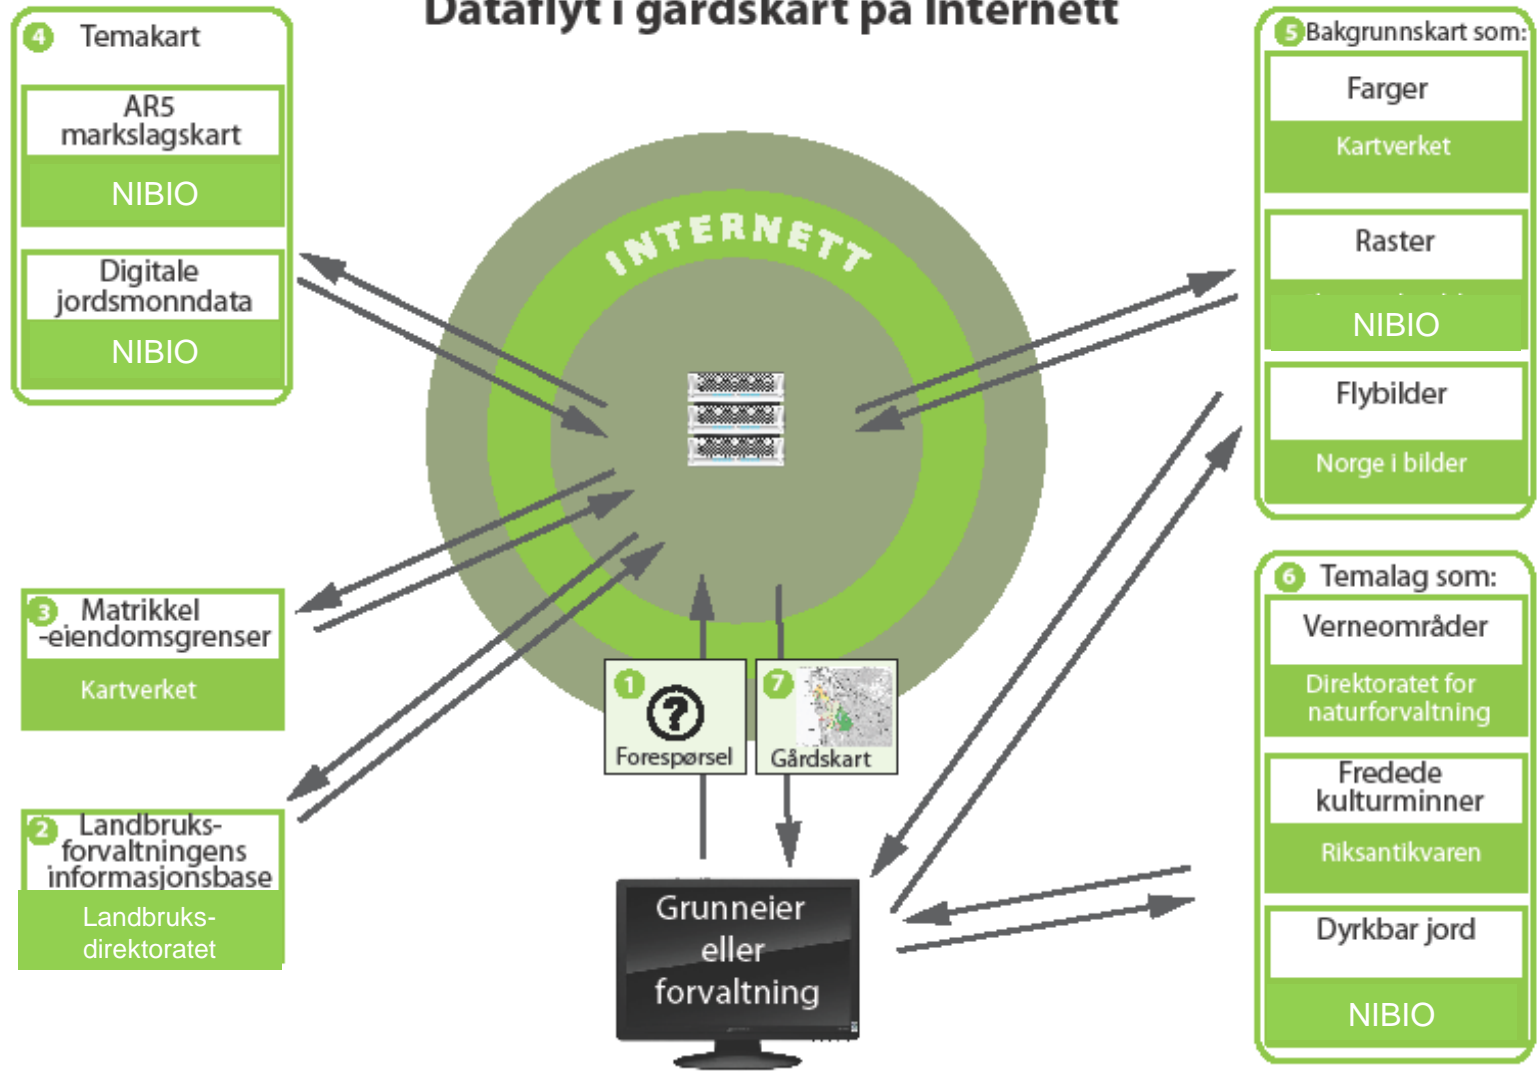 Dataflyt i gårdskart på Internett
4 Temakart
AR5
markslagskart
NIBIO
Digitale
jordsmonndata
NIBIO
3 Matrikkel
-eiendomsgrenser
Kartverket
2 Landbruks-
forvaltningens
informasjonsbase
Landbruks-
direktoratet
INTERNETT
1
?
Forespørsel
7
Gårdskart
Grunneier
eller
forvaltning
5 Bakgrunnskart som:
Farger
Kartverket
Raster
NIBIO
Flybilder
Norge i bilder
6 Temalag som:
Verneområder
Direktoratet for
naturforvaltning
Fredede
kulturminner
Riksantikvaren
Dyrkbar jord
NIBIO